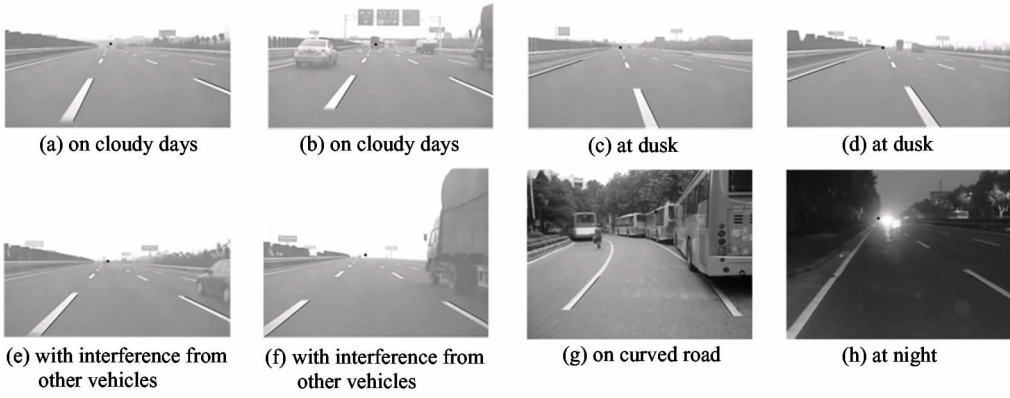 (a) on cloudy days
(b) on cloudy days
(c) at dusk
(d) at dusk
(e) with interference from
other vehicles
(f) with interference from
other vehicles
(g) on curved road
(h) at night